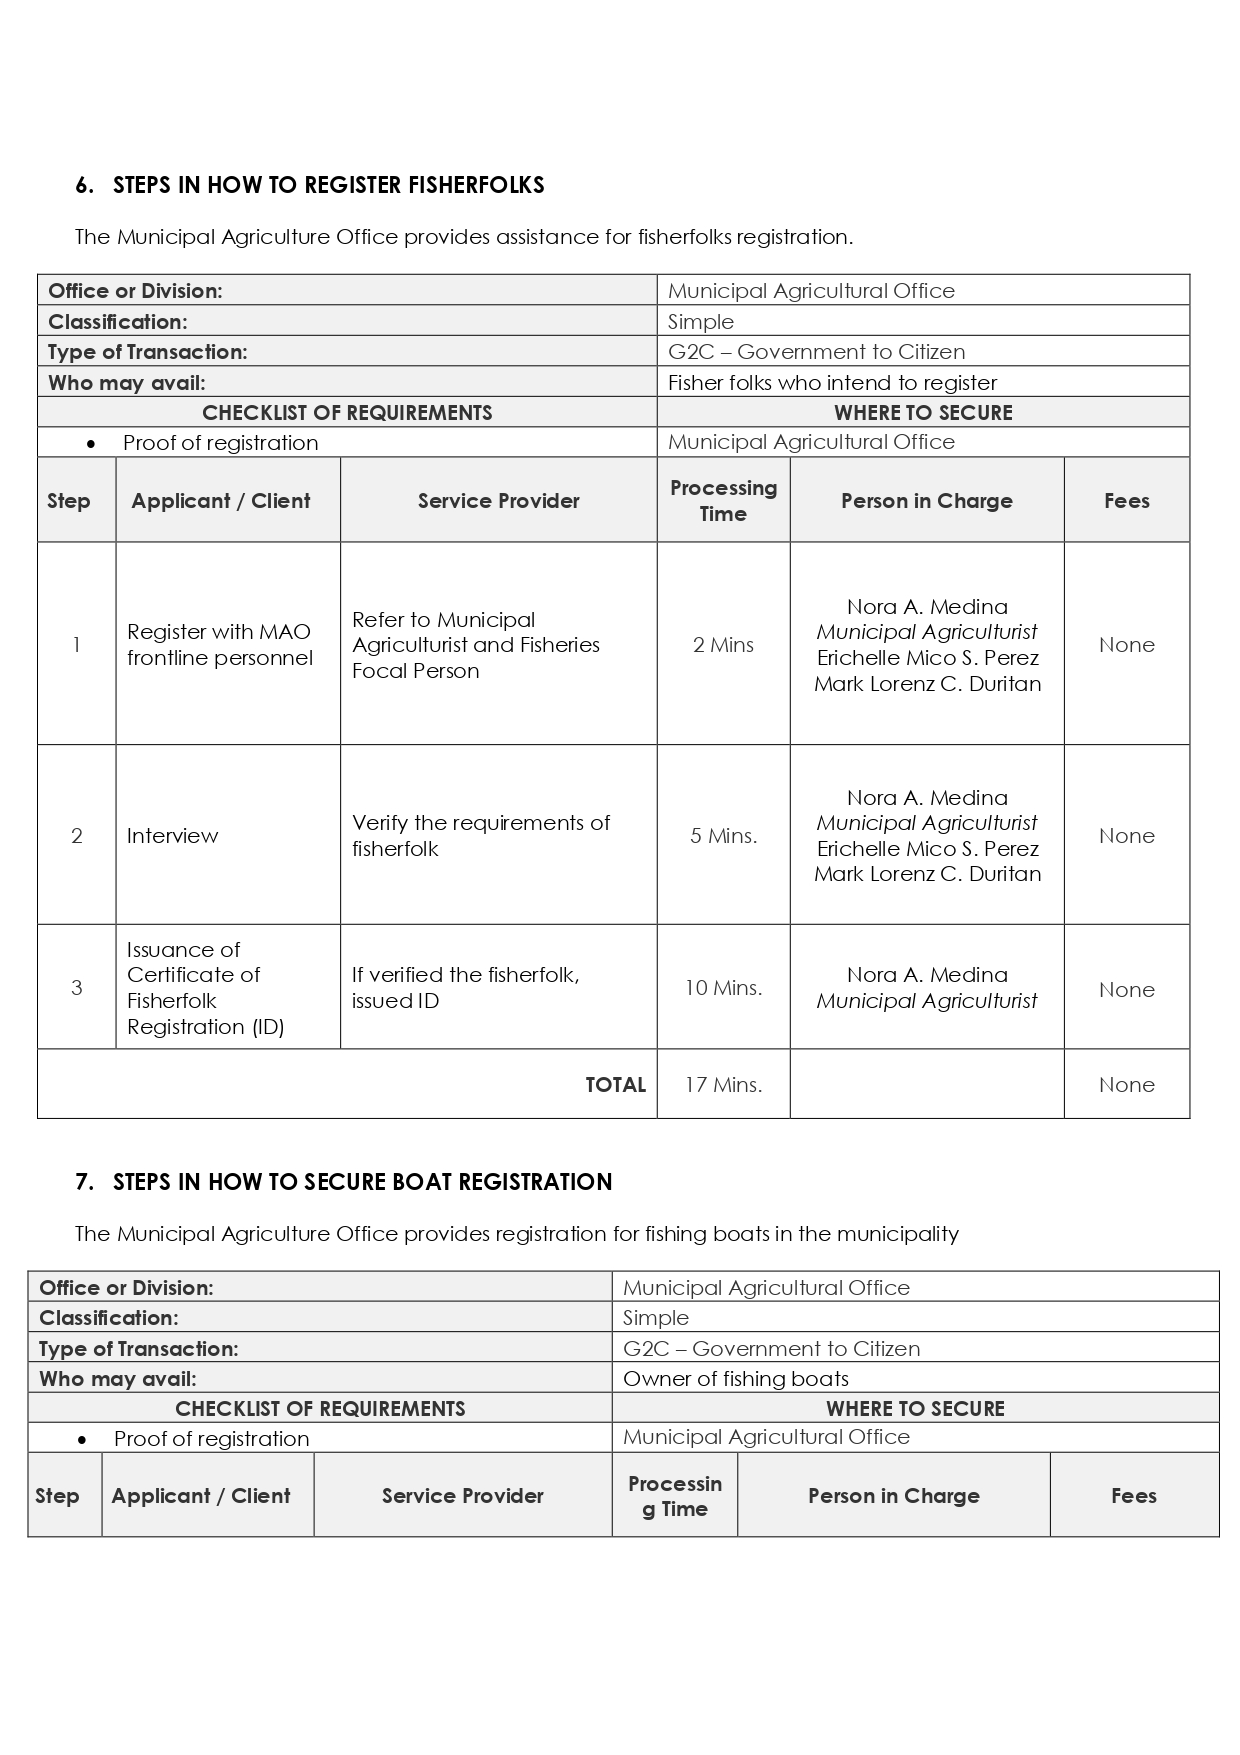 6. STEPS IN HOW TO REGISTER FISHERFOLKS
The Municipal Agriculture Office provides assistance for fisherfolks registration.
Office or Division: Municipal Agricultural Office
Classification: Simple
Type of Transaction: G2C – Government to Citizen
Who may avail: Fisher folks who intend to register
CHECKLIST OF REQUIREMENTS WHERE TO SECURE
• Proof of registration Municipal Agricultural Office
Step Applicant / Client Service Provider Processing Time Person in Charge Fees
1
Register with MAO
frontline personnel
Refer to Municipal
Agriculturist and Fisheries
Focal Person
2 Mins
Nora A. Medina
Municipal Agriculturist
Erichelle Mico S. Perez
Mark Lorenz C. Duritan
None
2
Interview
Verify the requirements of
fisherfolk
5 Mins.
Nora A. Medina
Municipal Agriculturist
Erichelle Mico S. Perez
Mark Lorenz C. Duritan
None
3
Issuance of
Certificate of
Fisherfolk
Registration (ID)
If verified the fisherfolk,
issued ID
10 Mins.
Nora A. Medina
Municipal Agriculturist
None
TOTAL 17 Mins. None
7. STEPS IN HOW TO SECURE BOAT REGISTRATION
The Municipal Agriculture Office provides registration for fishing boats in the municipality
Office or Division: Municipal Agricultural Office
Classification: Simple
Type of Transaction: G2C – Government to Citizen
Who may avail: Owner of fishing boats
CHECKLIST OF REQUIREMENTS WHERE TO SECURE
• Proof of registration Municipal Agricultural Office
Step Applicant / Client Service Provider Processin
g Time Person in Charge Fees